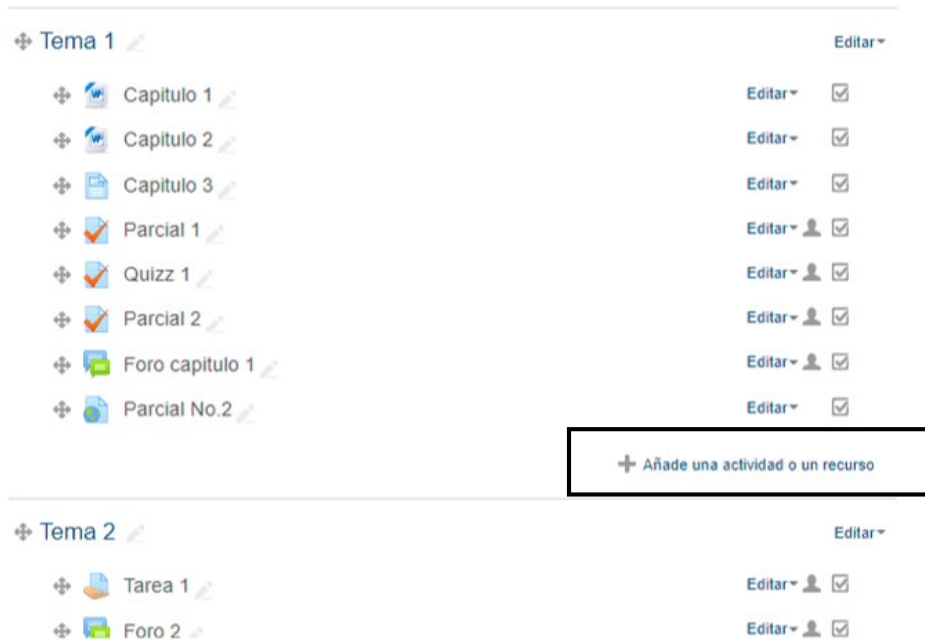 Tema 1 Editar
Capitulo 1 Editar
Capitulo 2 Editar
Capitulo 3 Editar
Parcial 1 Editar
Quizz 1 Editar
Parcial 2 Editar
Foro capitulo 1 Editar
Parcial No.2 Editar
Añade una actividad o un recurso
Tema 2 Editar
Tarea 1 Editar
Foro 2 Editar